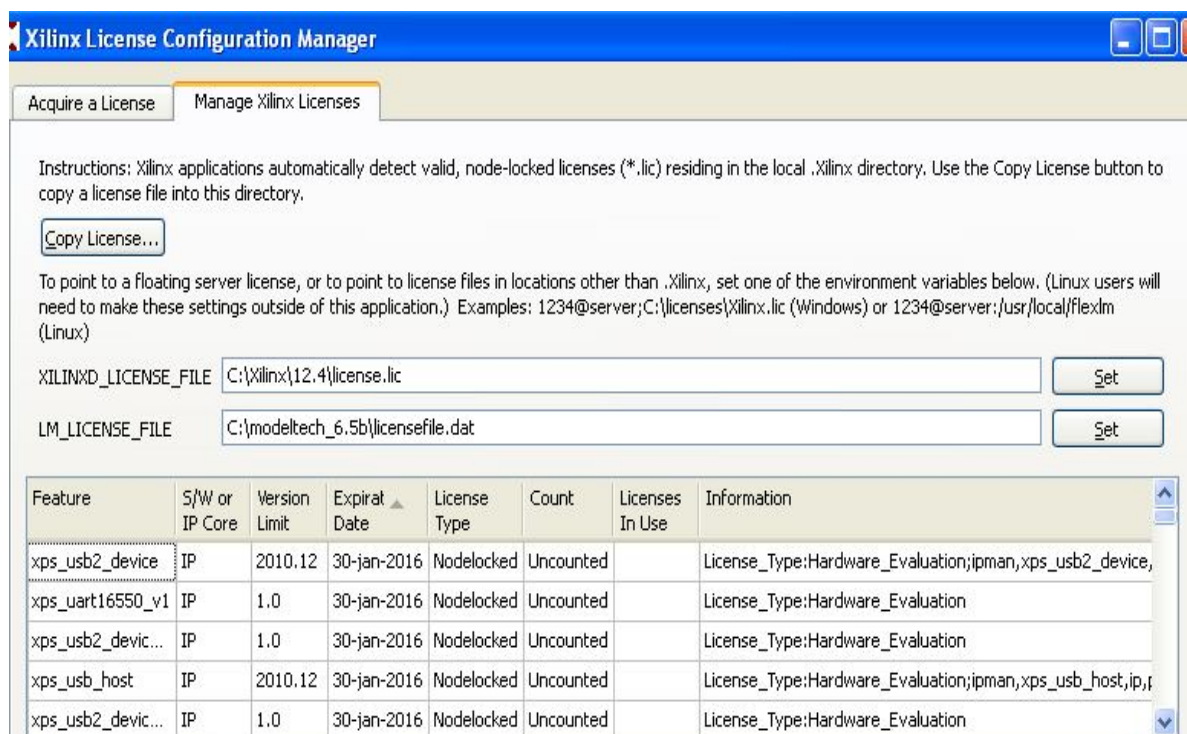 Xilinx License Configuration Manager
Acquire a License
Manage Xilinx Licenses
Instructions: Xilinx applications automatically detect valid, node-locked licenses (*.lic) residing in the local .Xilinx directory. Use the Copy License button to
copy a license file into this directory.
Copy License...
To point to a floating server license, or to point to license files in locations other than .Xilinx, set one of the environment variables below. (Linux users will
need to make these settings outside of this application.) Examples: 1234@server;C:\licenses\Xilinx.lic (Windows) or 1234@server:/usr/local/flexlm
(Linux)
XILINXD_LICENSE_FILE C:\Xilinx\12.4\license.lic Set
LM_LICENSE_FILE C:\modeltech_6.5b\licensefile.dat Set
Feature S/W or IP Core Version Limit Expirat Date License Type Count Licenses In Use Information
xps_usb2_device IP 2010.12 30-jan-2016 Nodelocked Uncounted License_Type:Hardware_Evaluation;ipman,xps_usb2_device,
xps_uart16550_v1 IP 1.0 30-jan-2016 Nodelocked Uncounted License_Type:Hardware_Evaluation
xps_usb2_devic... IP 1.0 30-jan-2016 Nodelocked Uncounted License_Type:Hardware_Evaluation
xps_usb_host IP 2010.12 30-jan-2016 Nodelocked Uncounted License_Type:Hardware_Evaluation;ipman,xps_usb_host,ip,p
xps_usb2_devic... IP 1.0 30-jan-2016 Nodelocked Uncounted License_Type:Hardware_Evaluation